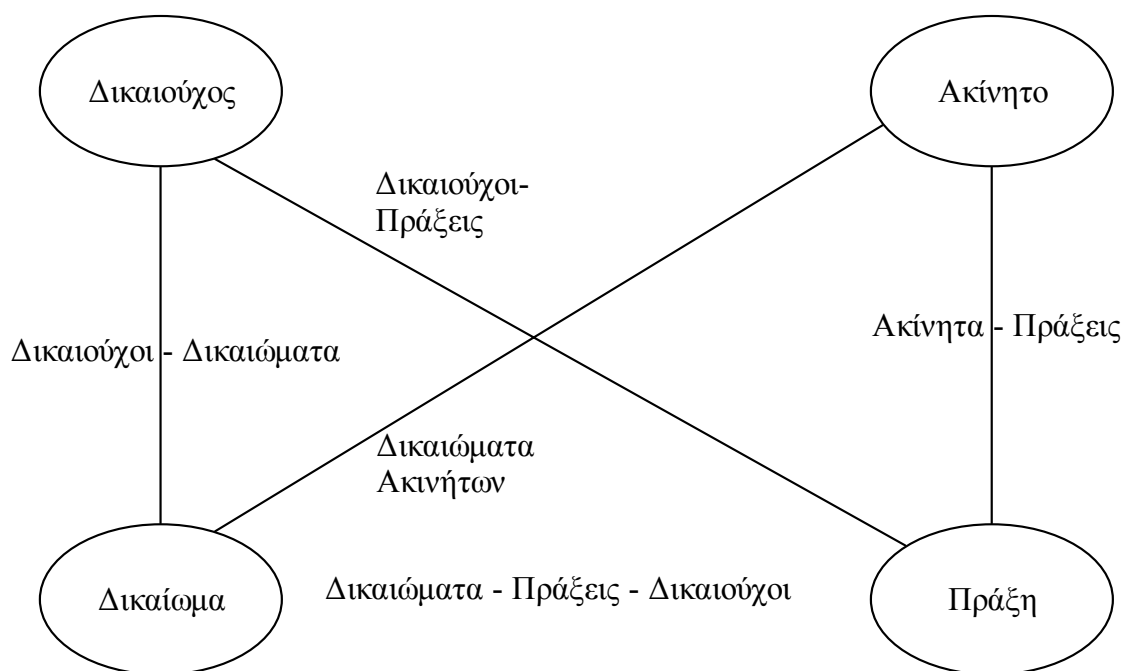 Δικαιούχος
Ακίνητο
Δικαιούχοι-
Πράξεις
Ακίνητα - Πράξεις
Δικαιούχοι - Δικαιώματα
Δικαιώματα
Ακινήτων
Δικαίωμα
Δικαιώματα - Πράξεις - Δικαιούχοι
Πράξη